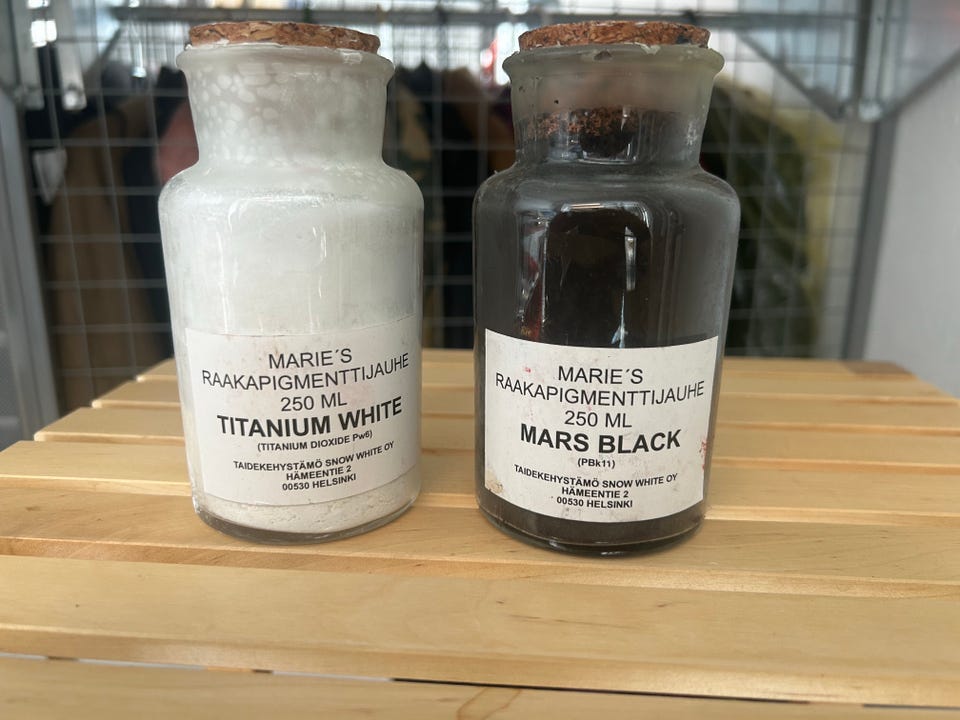 MARIE´S
RAAKAPIGMENTTIJAUHE
250 ML
TITANIUM WHITE
(TITANIUM DIOXIDE Pw6)
TAIDEKEHYSTÄMÖ SNOW WHITE OY
HÄMEENTIE 2
00530 HELSINKI
MARIE´S
RAAKAPIGMENTTIJAUHE
250 ML
MARS BLACK
(PBk11)
TAIDEKEHYSTÄMÖ SNOW WHITE OY
HÄMEENTIE 2
00530 HELSINKI